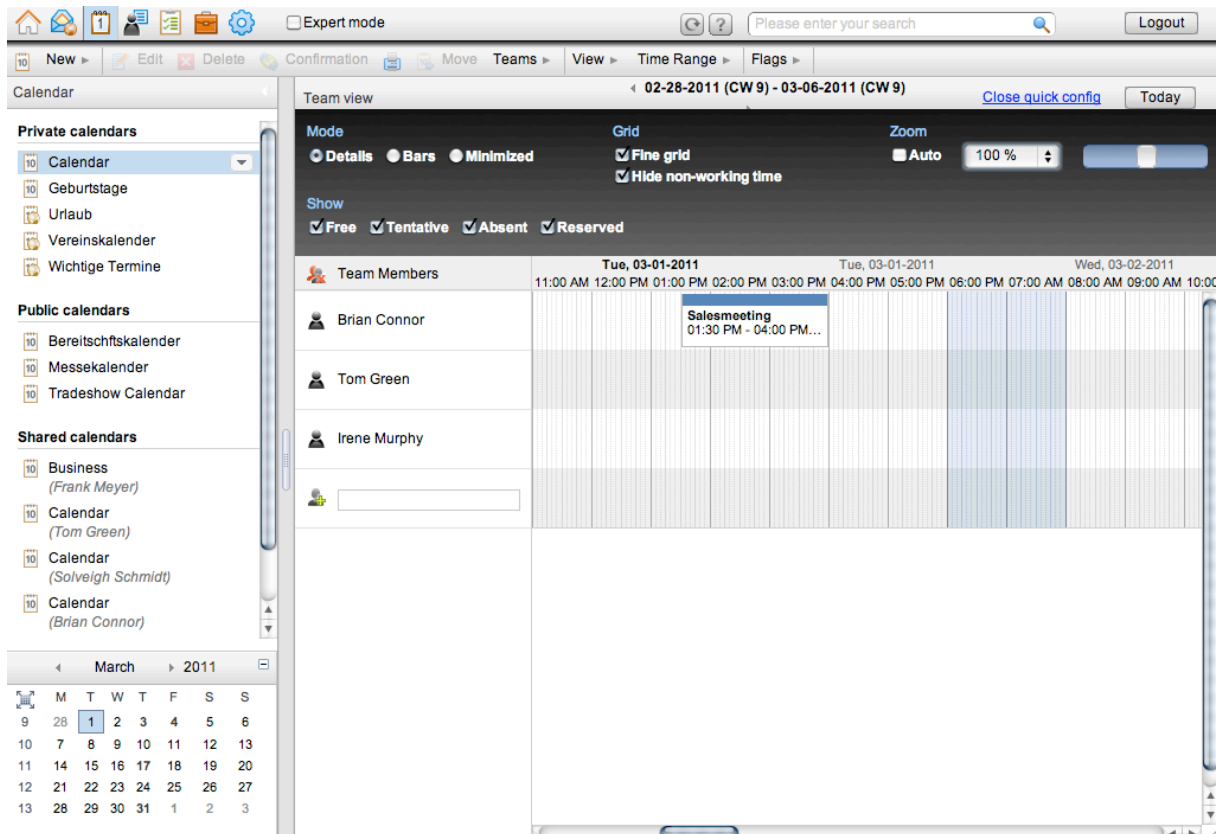 Expert mode
Please enter your search
Logout
New Edit Delete Confirmation Move Teams View Time Range Flags
Calendar
Private calendars
Calendar
Geburtstage
Urlaub
Vereinskalender
Wichtige Termine
Public calendars
Bereitschftskalender
Messekalender
Tradeshow Calendar
Shared calendars
Business
(Frank Meyer)
Calendar
(Tom Green)
Calendar
(Solveigh Schmidt)
Calendar
(Brian Connor)
March 2011
M T W T F S S
9 28 1 2 3 4 5 6
10 7 8 9 10 11 12 13
11 14 15 16 17 18 19 20
12 21 22 23 24 25 26 27
13 28 29 30 31 1 2 3
Team view
02-28-2011 (CW 9) - 03-06-2011 (CW 9)
Close quick config
Today
Mode Grid Zoom
Details Bars Minimized Fine grid Auto 100 %
Hide non-working time
Show
Free Tentative Absent Reserved
Team Members
Tue, 03-01-2011 Tue, 03-01-2011 Wed, 03-02-2011
11:00 AM 12:00 PM 01:00 PM 02:00 PM 03:00 PM 04:00 PM 05:00 PM 06:00 PM 07:00 AM 08:00 AM 09:00 AM 10:00
Brian Connor
Salesmeeting
01:30 PM - 04:00 PM...
Tom Green
Irene Murphy